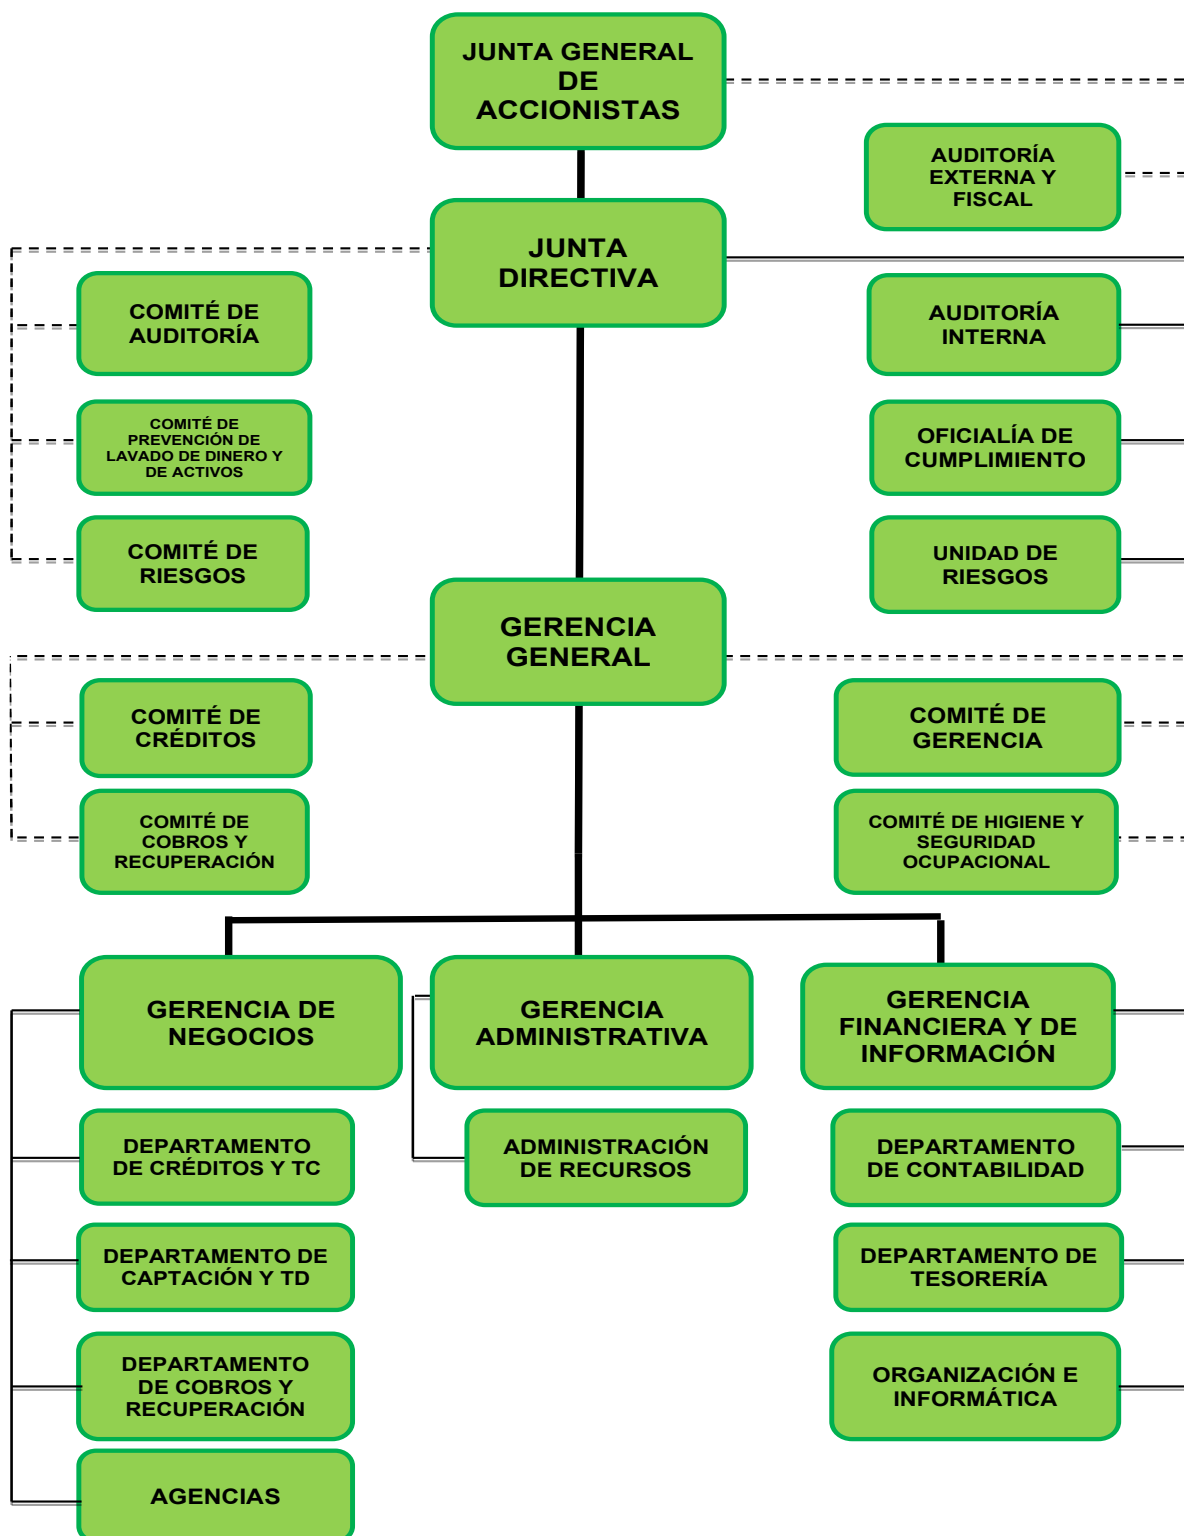 JUNTA GENERAL
DE
ACCIONISTAS
AUDITORÍA
EXTERNA Y
FISCAL
JUNTA
DIRECTIVA
COMITÉ DE
AUDITORÍA
AUDITORÍA
INTERNA
COMITÉ DE
PREVENCIÓN DE
LAVADO DE DINERO Y
DE ACTIVOS
OFICIALÍA DE
CUMPLIMIENTO
COMITÉ DE
RIESGOS
UNIDAD DE
RIESGOS
GERENCIA
GENERAL
COMITÉ DE
CRÉDITOS
COMITÉ DE
GERENCIA
COMITÉ DE
COBROS Y
RECUPERACIÓN
COMITÉ DE HIGIENE Y
SEGURIDAD
OCUPACIONAL
GERENCIA DE
NEGOCIOS
GERENCIA
ADMINISTRATIVA
GERENCIA
FINANCIERA Y DE
INFORMACIÓN
DEPARTAMENTO
DE CRÉDITOS Y TC
ADMINISTRACIÓN
DE RECURSOS
DEPARTAMENTO
DE CONTABILIDAD
DEPARTAMENTO DE
CAPTACIÓN Y TD
DEPARTAMENTO DE
TESORERÍA
DEPARTAMENTO
DE COBROS Y
RECUPERACIÓN
ORGANIZACIÓN E
INFORMÁTICA
AGENCIAS